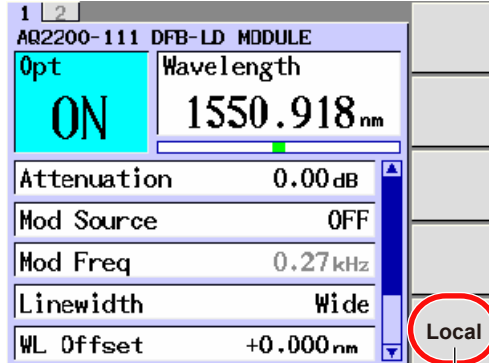 1 2
AQ2200-111 DFB-LD MODULE
Opt
ON
Wavelength
1550.918nm
Attenuation 0.00dB
Mod Source OFF
Mod Freq 0.27kHz
Linewidth Wide
WL Offset +0.000nm
Local